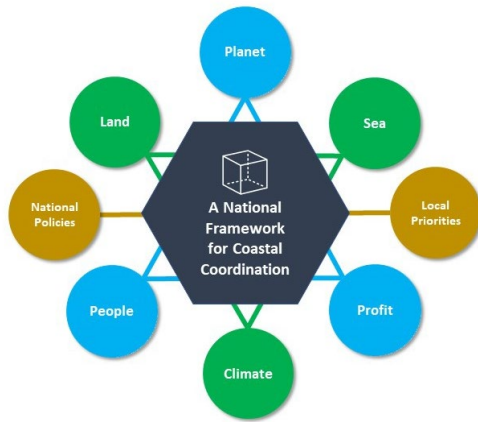 Planet
Land
Sea
National
Policies
A National
Framework
for Coastal
Coordination
Local
Priorities
People
Profit
Climate